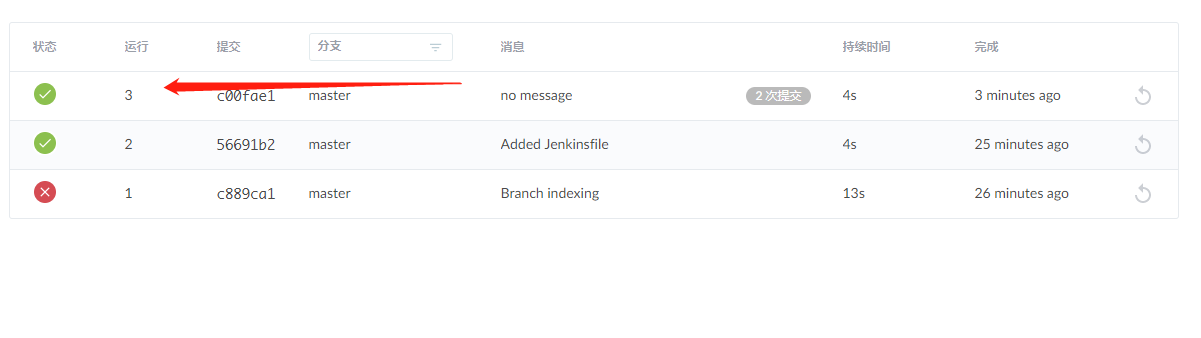 状态 运行 提交 分支 消息 持续时间 完成
3 c00fae1 master no message 2 次提交 4s 3 minutes ago
2 56691b2 master Added Jenkinsfile 4s 25 minutes ago
1 c889ca1 master Branch indexing 13s 26 minutes ago